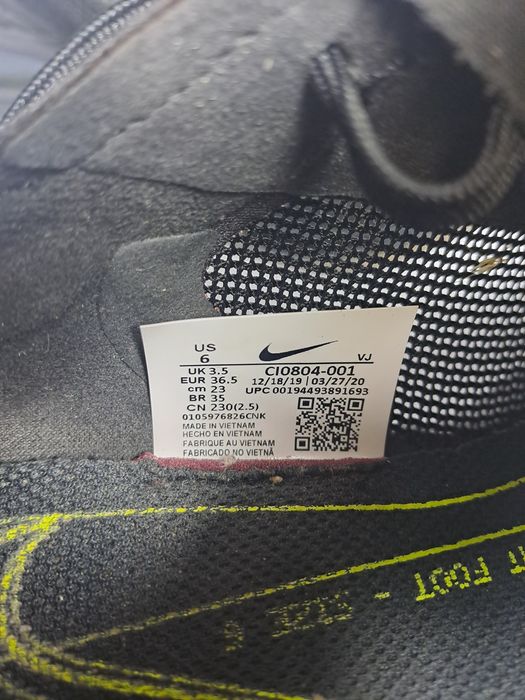 US
6
VJ
UK 3.5
EUR 36.5
cm 23
BR 35
CN 230(2.5)
CI0804-001
12/18/19 | 03/27/20
UPC 00194493891693
0105976826CNK
MADE IN VIETNAM
HECHO EN VIETNAM
FABRIQUE AU VIETNAM
FABRICADO NO VIETNÃ
FOOT